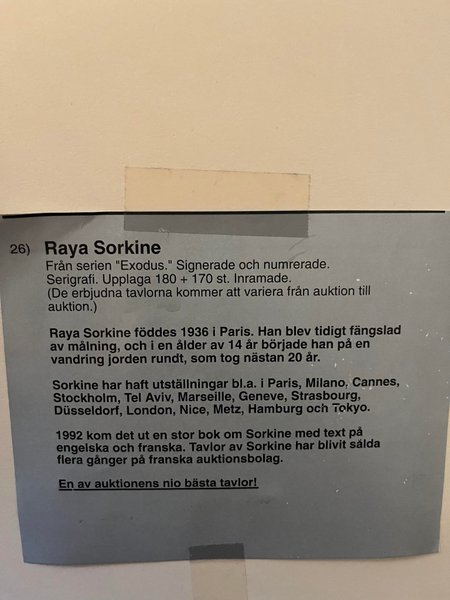 26) Raya Sorkine
Från serien "Exodus." Signerade och numrerade.
Serigrafi. Upplaga 180 + 170 st. Inramade.
(De erbjudna tavlorna kommer att variera från auktion till
auktion.)
Raya Sorkine föddes 1936 i Paris. Han blev tidigt fängslad
av målning, och i en ålder av 14 år började han på en
vandring jorden rundt, som tog nästan 20 år.
Sorkine har haft utställningar bl.a. i Paris, Milano, Cannes,
Stockholm, Tel Aviv, Marseille, Geneve, Strasbourg,
Düsseldorf, London, Nice, Metz, Hamburg och Tokyo.
1992 kom det ut en stor bok om Sorkine med text på
engelska och franska. Tavlor av Sorkine har blivit sålda
flera gånger på franska auktionsbolag.
En av auktionens nio bästa tavlor!